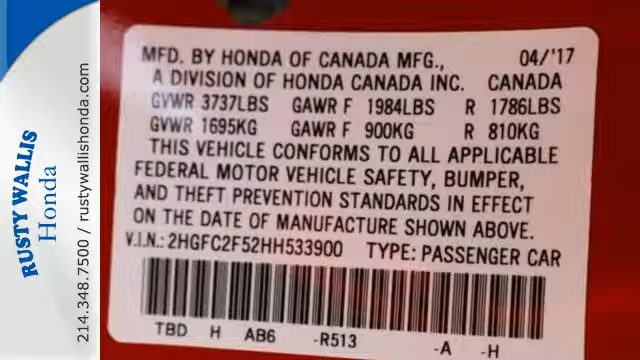 RUSTY WALLIS
Honda
214.348.7500 / rustywallishonda.com
MFD. BY HONDA OF CANADA MFG., 04/'17
A DIVISION OF HONDA CANADA INC. CANADA
GVWR 3737LBS GAWR F 1984LBS R 1786LBS
GVWR 1695KG GAWR F 900KG R 810KG
THIS VEHICLE CONFORMS TO ALL APPLICABLE
FEDERAL MOTOR VEHICLE SAFETY, BUMPER,
AND THEFT PREVENTION STANDARDS IN EFFECT
ON THE DATE OF MANUFACTURE SHOWN ABOVE.
V.I.N.: 2HGFC2F52HH533900 TYPE: PASSENGER CAR
TBD H AB6 -R513 -A -H